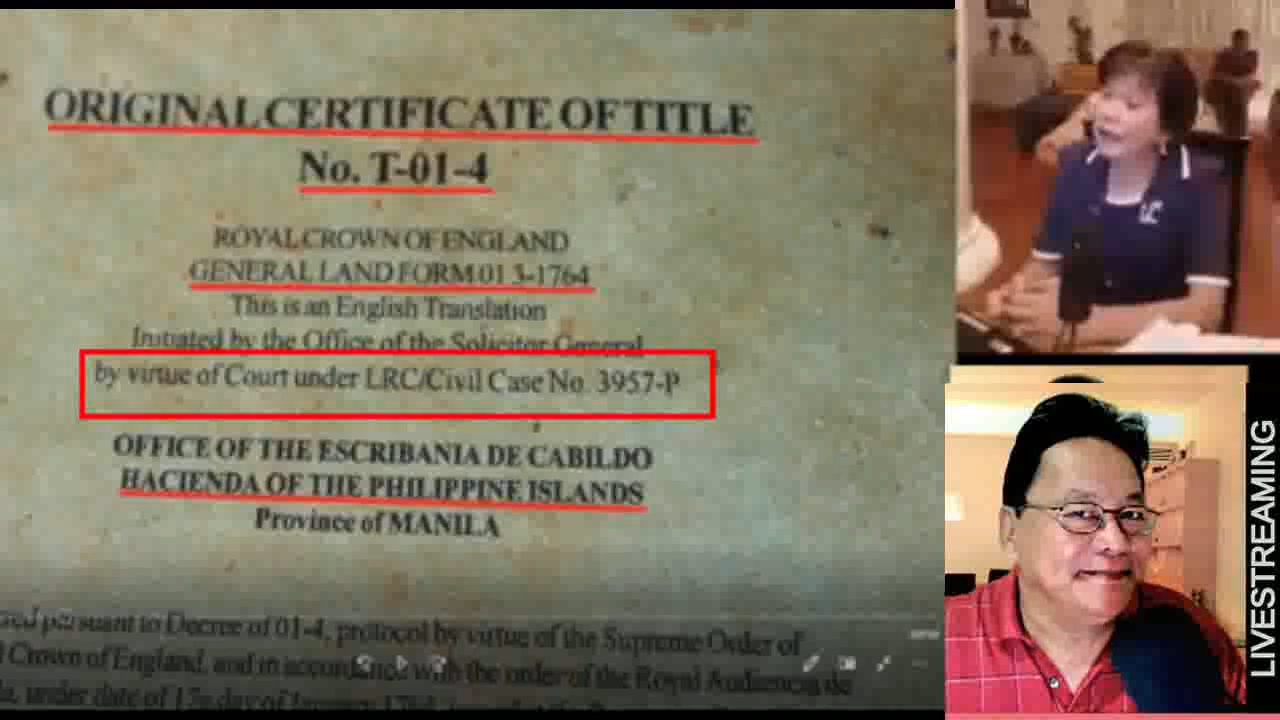 ORIGINAL CERTIFICATE OF TITLE
No. T-01-4
ROYAL CROWN OF ENGLAND
GENERAL LAND FORM 01 3-1764
This is an English Translation
Initiated by the Office of the Solicitor General
by virtue of Court under LRC/Civil Case No. 3957-P
OFFICE OF THE ESCRIBANIA DE CABILDO
HACIENDA OF THE PHILIPPINE ISLANDS
Province of MANILA
pursuant to Decree of 01-4, protocol by virtue of the Supreme Order of
Crown of England, and in accordance with the order of the Royal Audiencia de
under date of
LIVESTREAMING